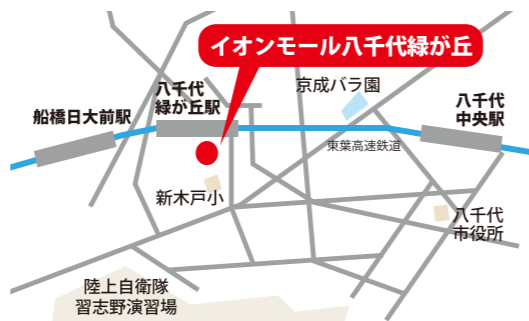 イオンモール八千代緑が丘
八千代
緑が丘駅
京成バラ園
船橋日大前駅
八千代
中央駅
東葉高速鉄道
新木戸小
八千代
市役所
陸上自衛隊
習志野演習場